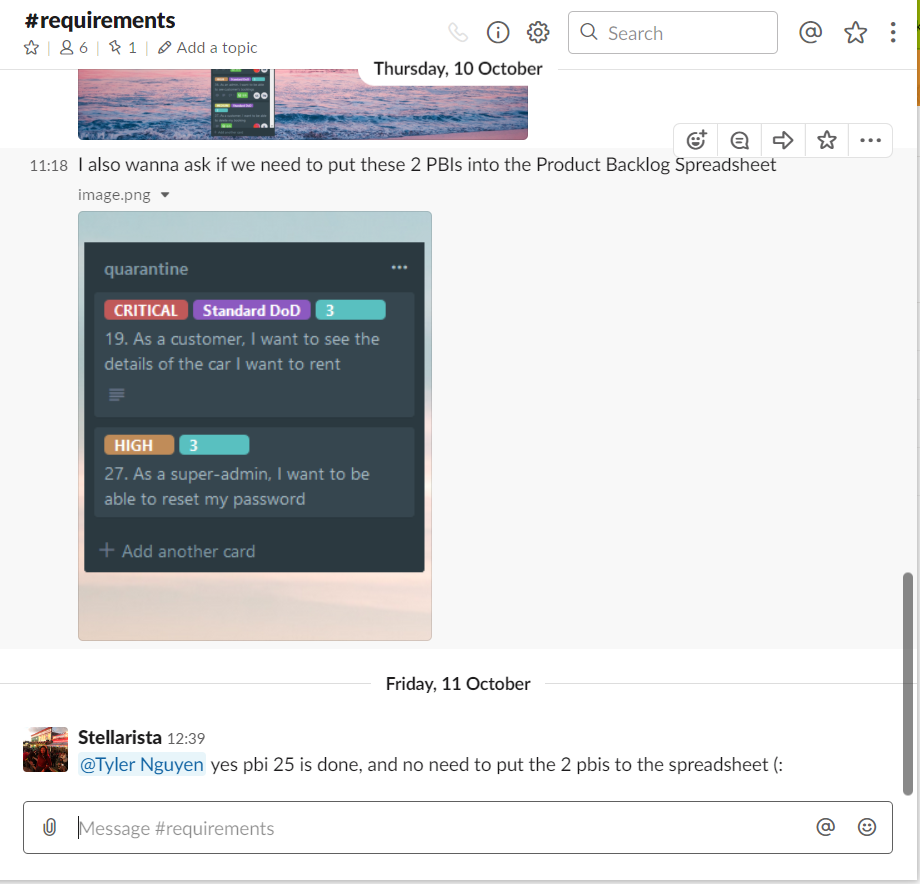 #requirements
6 | 1 | Add a topic
Search
Thursday, 10 October
11:18 I also wanna ask if we need to put these 2 PBIs into the Product Backlog Spreadsheet
image.png
quarantine
CRITICAL Standard DoD 3
19. As a customer, I want to see the
details of the car I want to rent
HIGH 3
27. As a super-admin, I want to be
able to reset my password
+ Add another card
Friday, 11 October
Stellarista 12:39
@Tyler Nguyen yes pbi 25 is done, and no need to put the 2 pbis to the spreadsheet (:
Message #requirements